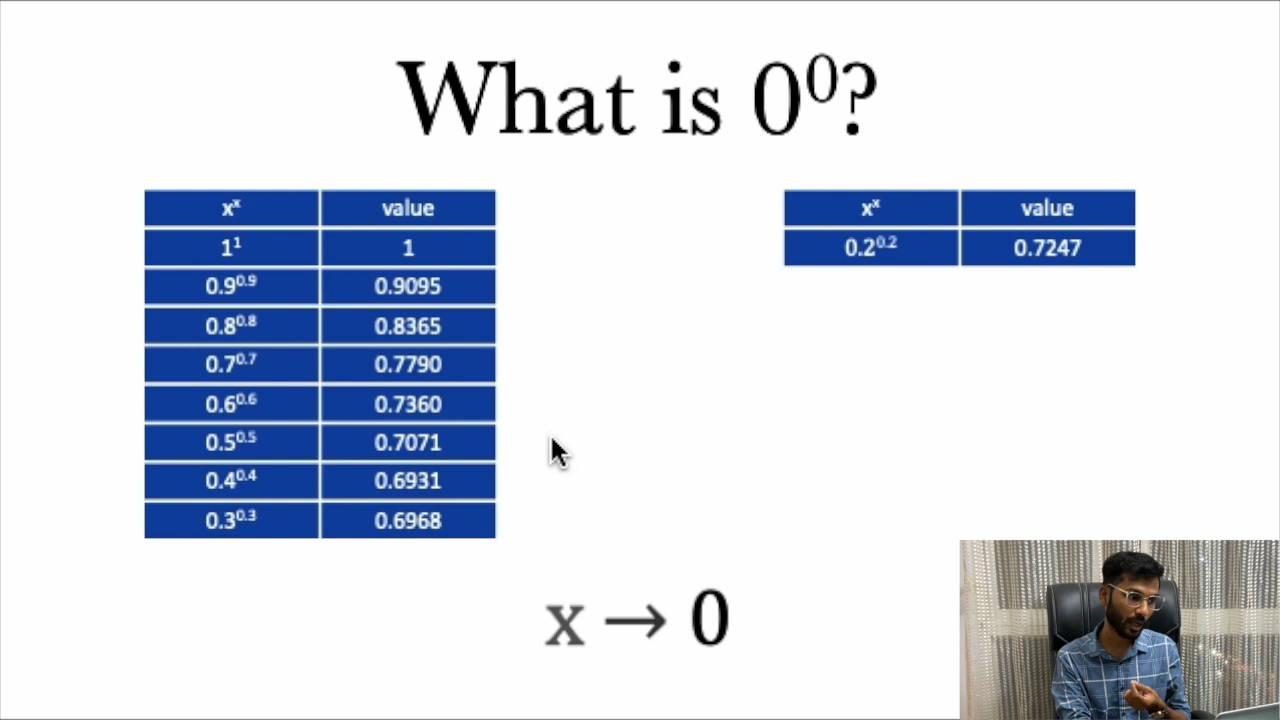 What is 0⁰?
xˣ value
1¹ 1
0.9⁰·⁹ 0.9095
0.8⁰·⁸ 0.8365
0.7⁰·⁷ 0.7790
0.6⁰·⁶ 0.7360
0.5⁰·⁵ 0.7071
0.4⁰·⁴ 0.6931
0.3⁰·³ 0.6968
xˣ value
0.2⁰·² 0.7247
x → 0